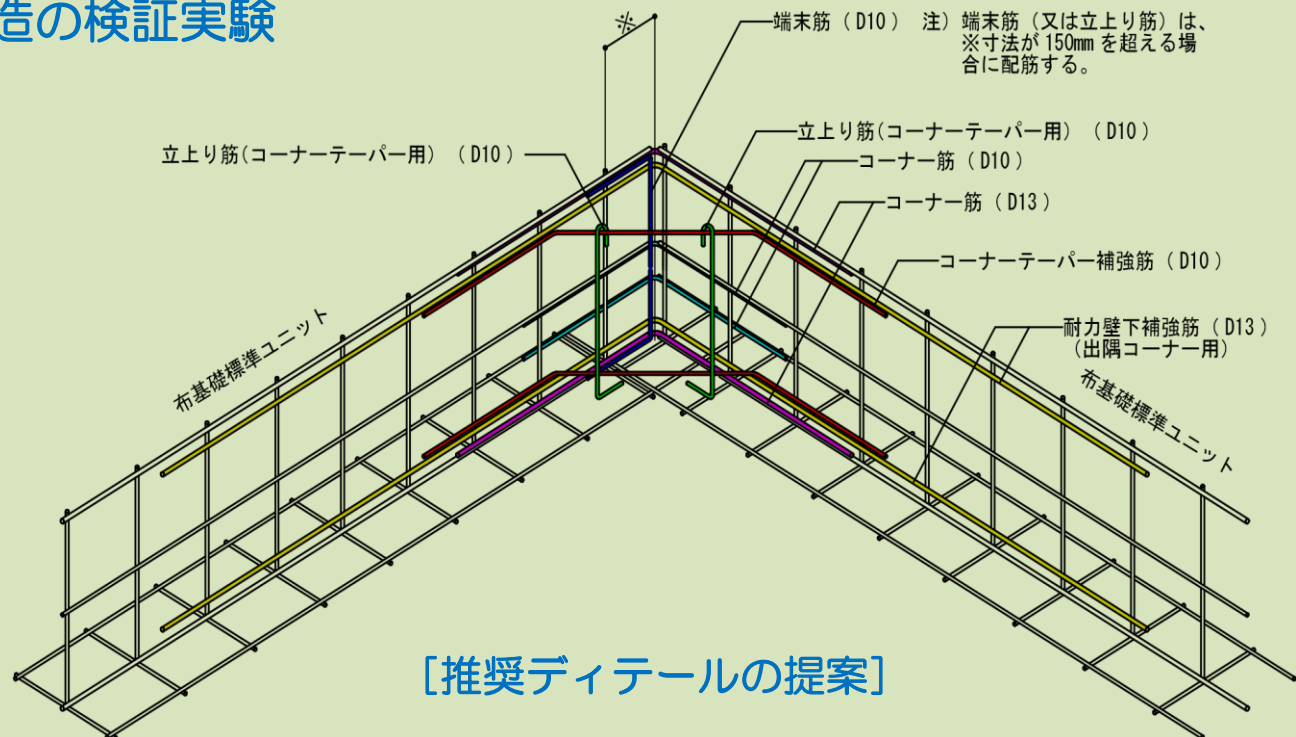 造の検証実験
※
端末筋（D10） 注）端末筋（又は立上り筋）は、
※寸法が150mmを超える場
合に配筋する。
立上り筋(コーナーテーパー用)（D10）
立上り筋(コーナーテーパー用)（D10）
コーナー筋（D10）
コーナー筋（D13）
コーナーテーパー補強筋（D10）
耐力壁下補強筋（D13）
（出隅コーナー用）
布基礎標準ユニット
布基礎標準ユニット
[推奨ディテールの提案]